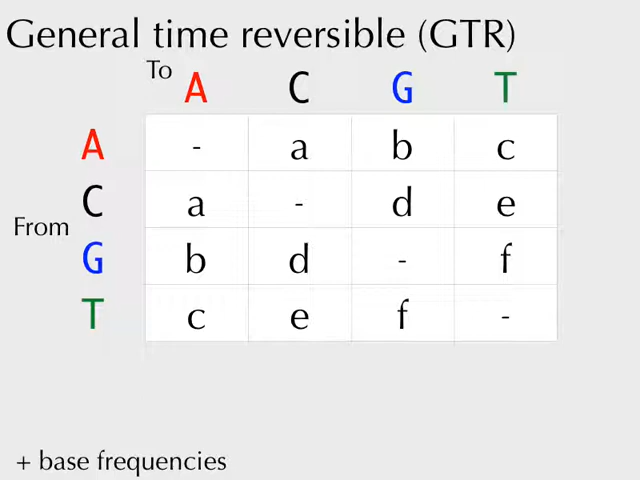 General time reversible (GTR)
To
A C G T
A - a b c
C a - d e
From
G b d - f
T c e f -
+ base frequencies